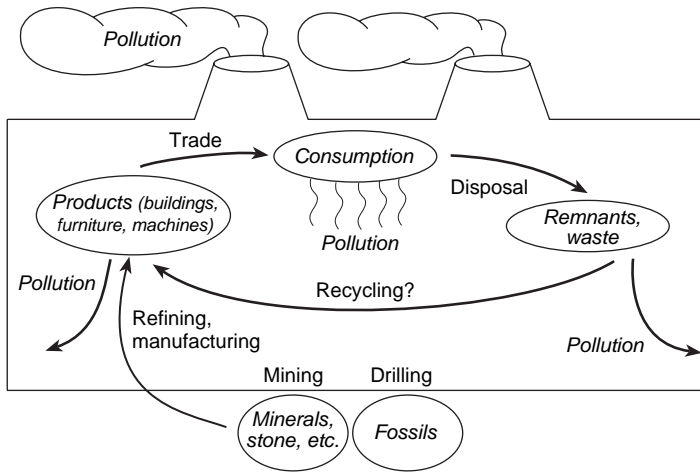 Pollution
Trade
Consumption
Disposal
Products (buildings,
furniture, machines)
Remnants,
waste
Pollution
Pollution
Recycling?
Refining,
manufacturing
Pollution
Mining
Drilling
Minerals,
stone, etc.
Fossils